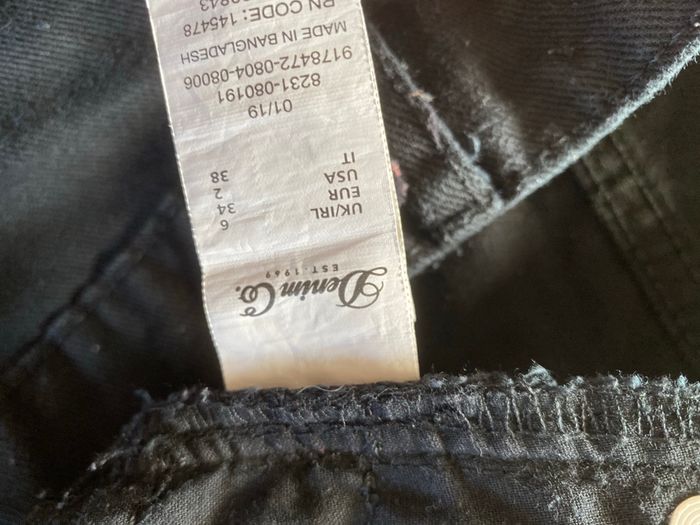 Denim Co.
EST. 1969
UK/IRL 6
EUR 34
USA 2
IT 38
01/19
8231-080191
9178472-0804-08006
MADE IN BANGLADESH
RN CODE: 145478